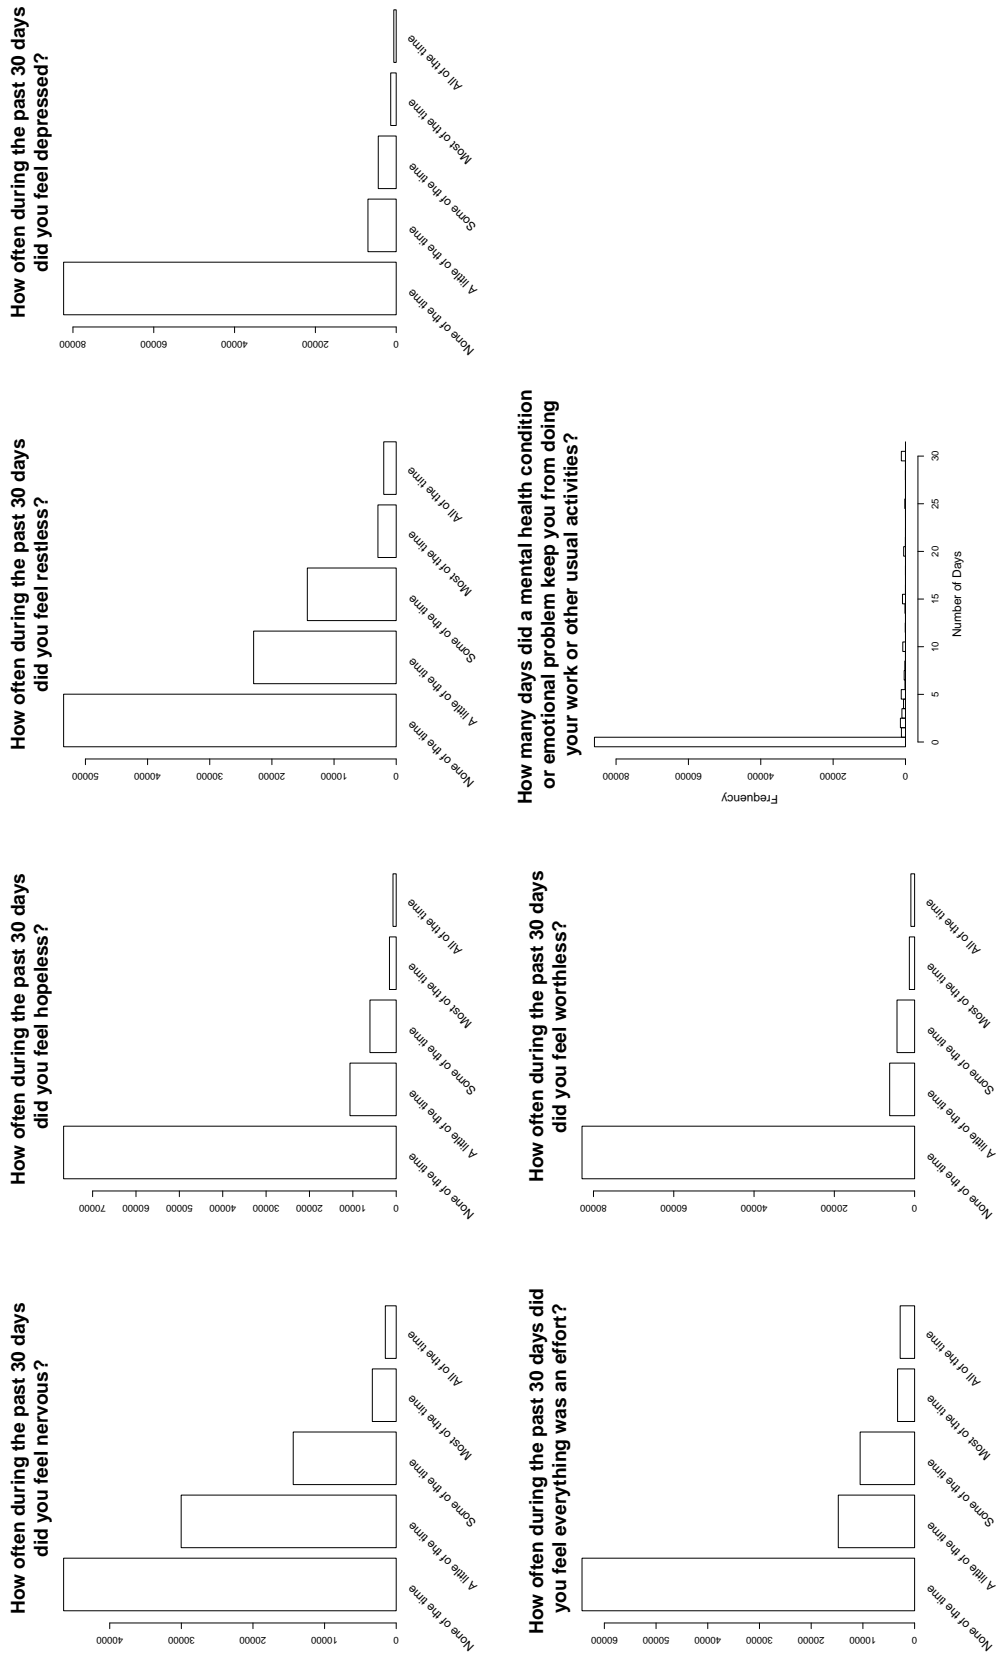 How often during the past 30 days
did you feel nervous?
40000
30000
20000
10000
0
None of the time
A little of the time
Some of the time
Most of the time
All of the time
How often during the past 30 days
did you feel hopeless?
70000
60000
50000
40000
30000
20000
10000
0
None of the time
A little of the time
Some of the time
Most of the time
All of the time
How often during the past 30 days
did you feel restless?
50000
40000
30000
20000
10000
0
None of the time
A little of the time
Some of the time
Most of the time
All of the time
How often during the past 30 days
did you feel depressed?
80000
60000
40000
20000
0
None of the time
A little of the time
Some of the time
Most of the time
All of the time
How often during the past 30 days did
you feel everything was an effort?
60000
50000
40000
30000
20000
10000
0
None of the time
A little of the time
Some of the time
Most of the time
All of the time
How often during the past 30 days
did you feel worthless?
80000
60000
40000
20000
0
None of the time
A little of the time
Some of the time
Most of the time
All of the time
How many days did a mental health condition
or emotional problem keep you from doing
your work or other usual activities?
Frequency
80000
60000
40000
20000
0
0 5 10 15 20 25 30
Number of Days